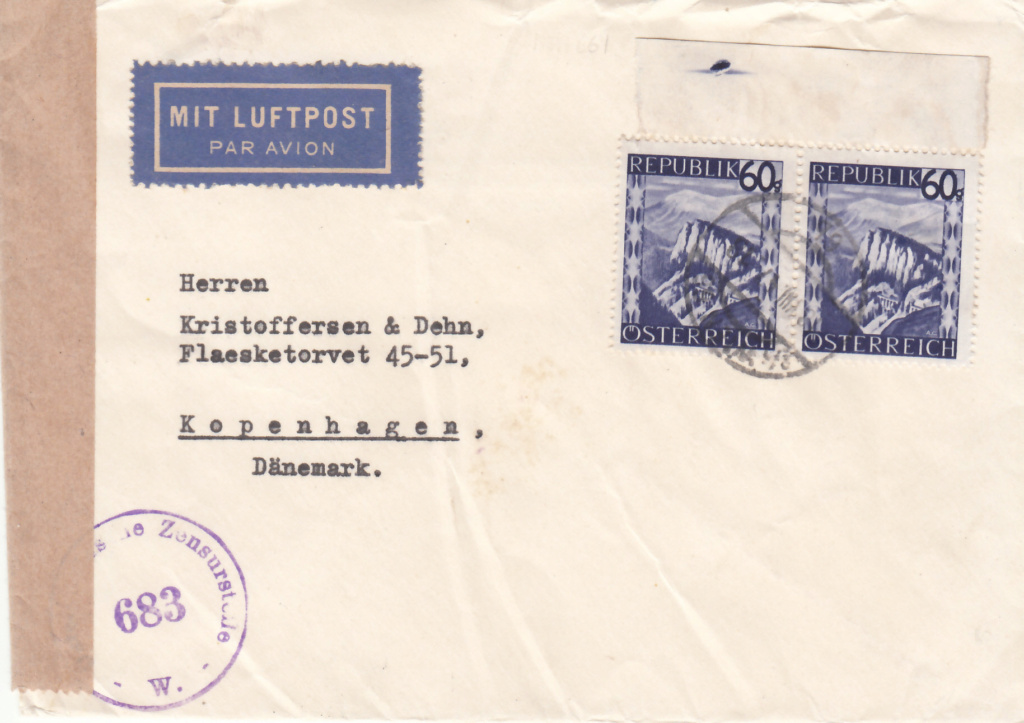 MIT LUFTPOST
PAR AVION
REPUBLIK 60g
ÖSTERREICH
REPUBLIK 60g
ÖSTERREICH
Herren
Kristoffersen & Dehn,
Flaesketorvet 45-51,
Kopenhagen,
Dänemark.
Zensurstelle
683
- W. -